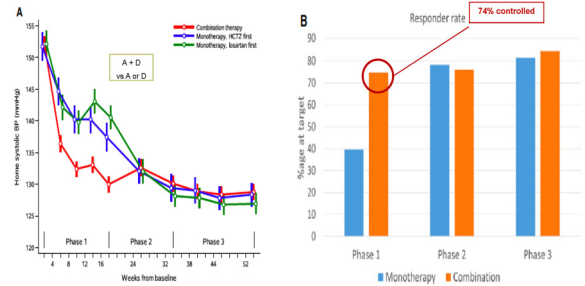 A
Combination therapy
Monotherapy, HCTZ first
Monotherapy, losartan first
A + D
vs A or D
Home systolic BP (mmHg)
155
150
145
140
135
130
125
120
Phase 1
Phase 2
Phase 3
4
8
12
16
20
24
28
32
36
40
44
48
52
Weeks from baseline
B
Responder rate
74% controlled
%age at target
90
80
70
60
50
40
30
20
10
0
Phase 1
Phase 2
Phase 3
Monotherapy
Combination